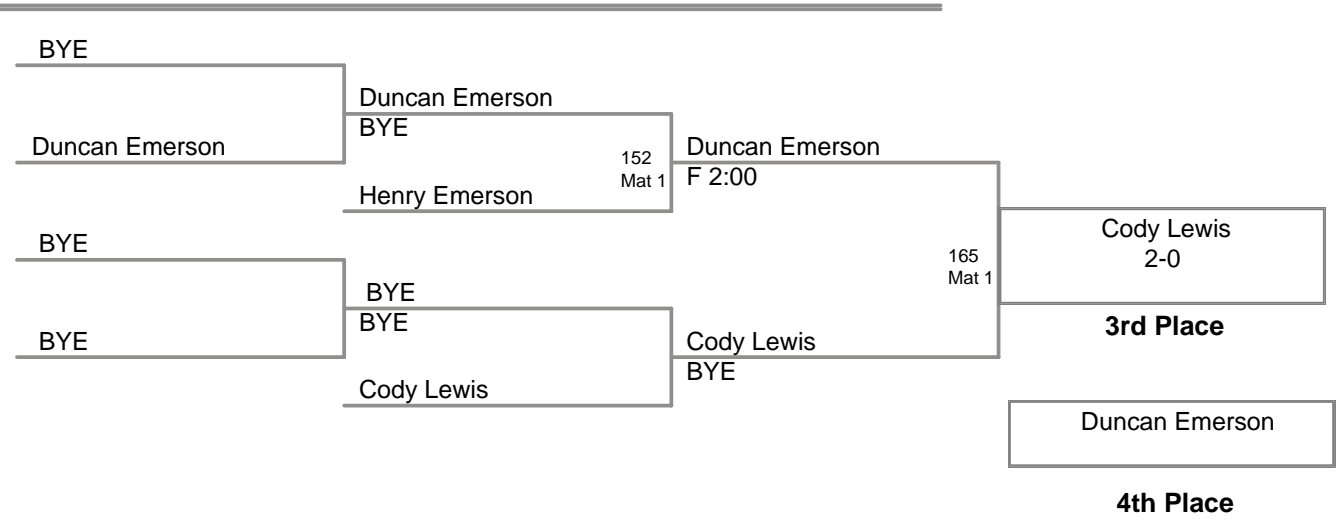 BYE
Duncan Emerson
BYE
Duncan Emerson
152
Mat 1
Duncan Emerson
F 2:00
Henry Emerson
BYE
BYE
BYE
BYE
Cody Lewis
Cody Lewis
BYE
165
Mat 1
Cody Lewis
2-0
3rd Place
Duncan Emerson
4th Place